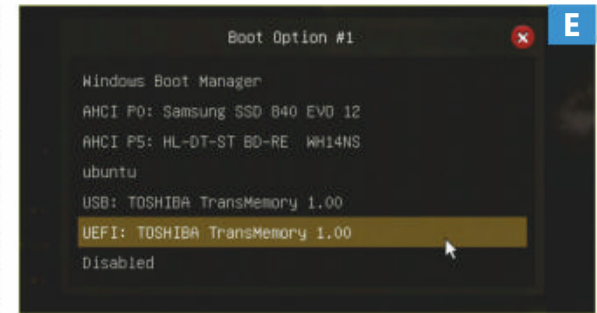 E
Boot Option #1
Windows Boot Manager
AHCI P0: Samsung SSD 840 EVO 12
AHCI P5: HL-DT-ST BD-RE WH14NS
ubuntu
USB: TOSHIBA TransMemory 1.00
UEFI: TOSHIBA TransMemory 1.00
Disabled